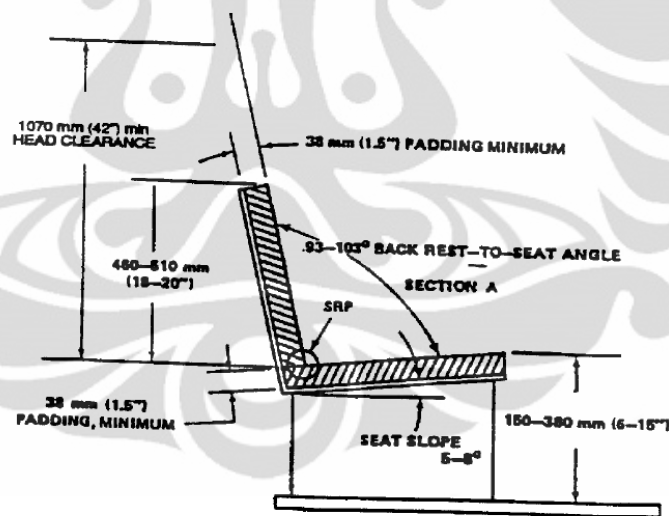 1070 mm (42") min
HEAD CLEARANCE
38 mm (1.5") PADDING MINIMUM
.93-103° BACK REST-TO-SEAT ANGLE
460-510 mm
(18-20")
SECTION A
SRP
38 mm (1.5")
PADDING, MINIMUM
SEAT SLOPE
5-8°
150-380 mm (6-15")